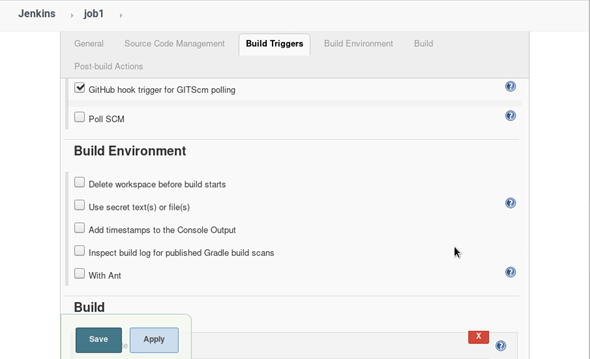 Jenkins › job1 ›
General Source Code Management Build Triggers Build Environment Build
Post-build Actions
GitHub hook trigger for GITScm polling
Poll SCM
Build Environment
Delete workspace before build starts
Use secret text(s) or file(s)
Add timestamps to the Console Output
Inspect build log for published Gradle build scans
With Ant
Build
X
Save Apply